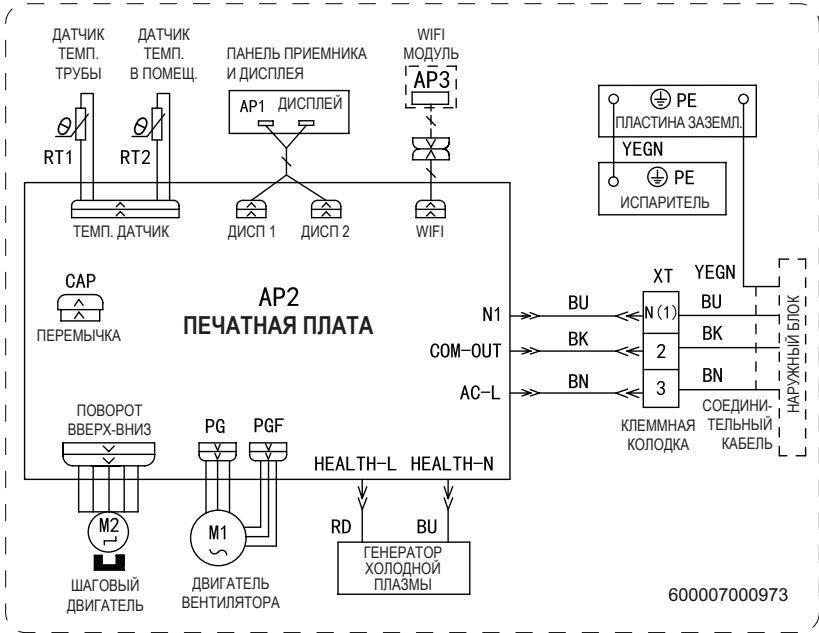 ДАТЧИК
ТЕМП.
ТРУБЫ
ДАТЧИК
ТЕМП.
В ПОМЕЩ.
ПАНЕЛЬ ПРИЕМНИКА
И ДИСПЛЕЯ
WIFI
МОДУЛЬ
AP1 ДИСПЛЕЙ
AP3
PE
ПЛАСТИНА ЗАЗЕМЛ.
YEGN
PE
ИСПАРИТЕЛЬ
RT1
RT2
ТЕМП. ДАТЧИК
ДИСП 1
ДИСП 2
WIFI
CAP
ПЕРЕМЫЧКА
AP2
ПЕЧАТНАЯ ПЛАТА
XT
YEGN
N1
BU
N(1)
BU
COM-OUT
BK
2
BK
AC-L
BN
3
BN
КЛЕММНАЯ
КОЛОДКА
СОЕДИНИ-
ТЕЛЬНЫЙ
КАБЕЛЬ
НАРУЖНЫЙ БЛОК
ПОВОРОТ
ВВЕРХ-ВНИЗ
PG
PGF
HEALTH-L
HEALTH-N
M2
M1
RD
BU
ГЕНЕРАТОР
ХОЛОДНОЙ
ПЛАЗМЫ
ШАГОВЫЙ
ДВИГАТЕЛЬ
ДВИГАТЕЛЬ
ВЕНТИЛЯТОРА
600007000973